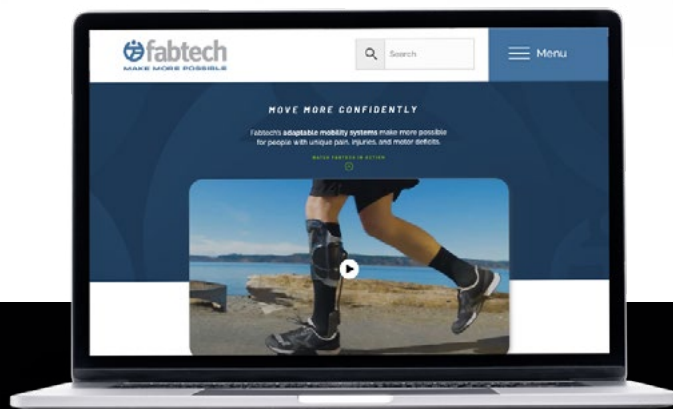 fabtech
MAKE MORE POSSIBLE
Search
Menu
MOVE MORE CONFIDENTLY
Fabtech's adaptable mobility systems make more possible
for people with unique pain, injuries, and motor deficits.
WATCH FABTECH IN ACTION